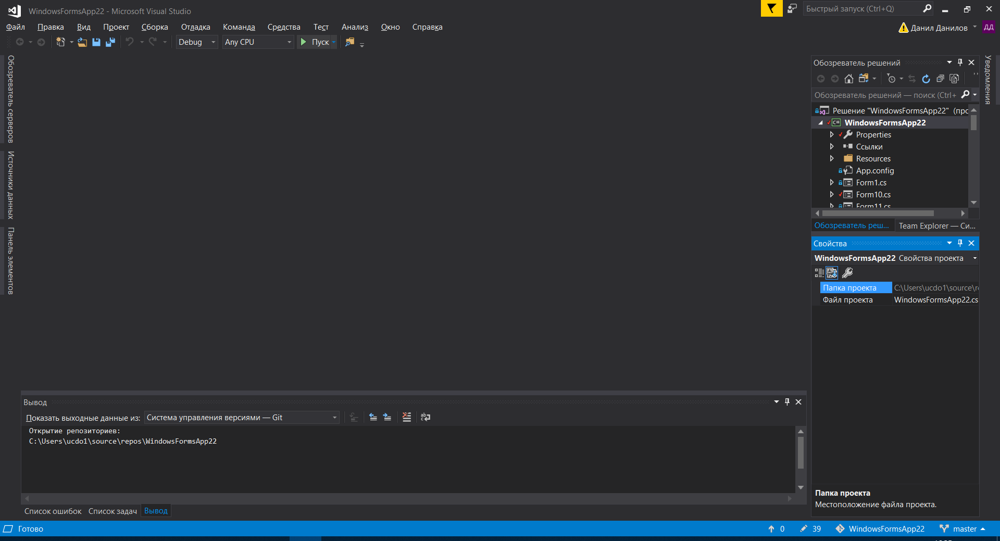 WindowsFormsApp22 - Microsoft Visual Studio
Быстрый запуск (Ctrl+Q)
Файл Правка Вид Проект Сборка Отладка Команда Средства Тест Анализ Окно Справка
Данил Данилов ДД
Debug Any CPU Пуск
Обозреватель серверов
Источники данных
Панель элементов
Обозреватель решений
Обозреватель решений — поиск (Ctrl+
Решение "WindowsFormsApp22" (прс
C# WindowsFormsApp22
Properties
Ссылки
Resources
App.config
Form1.cs
Form10.cs
Form11.cs
Обозреватель реш... Team Explorer — Си...
Уведомления
Свойства
WindowsFormsApp22 Свойства проекта
Папка проекта C:\Users\ucdo1\source\re
Файл проекта WindowsFormsApp22.cs
Папка проекта
Местоположение файла проекта.
Вывод
Показать выходные данные из: Система управления версиями — Git
Открытие репозиториев:
C:\Users\ucdo1\source\repos\WindowsFormsApp22
Список ошибок Список задач Вывод
Готово 0 39 WindowsFormsApp22 master